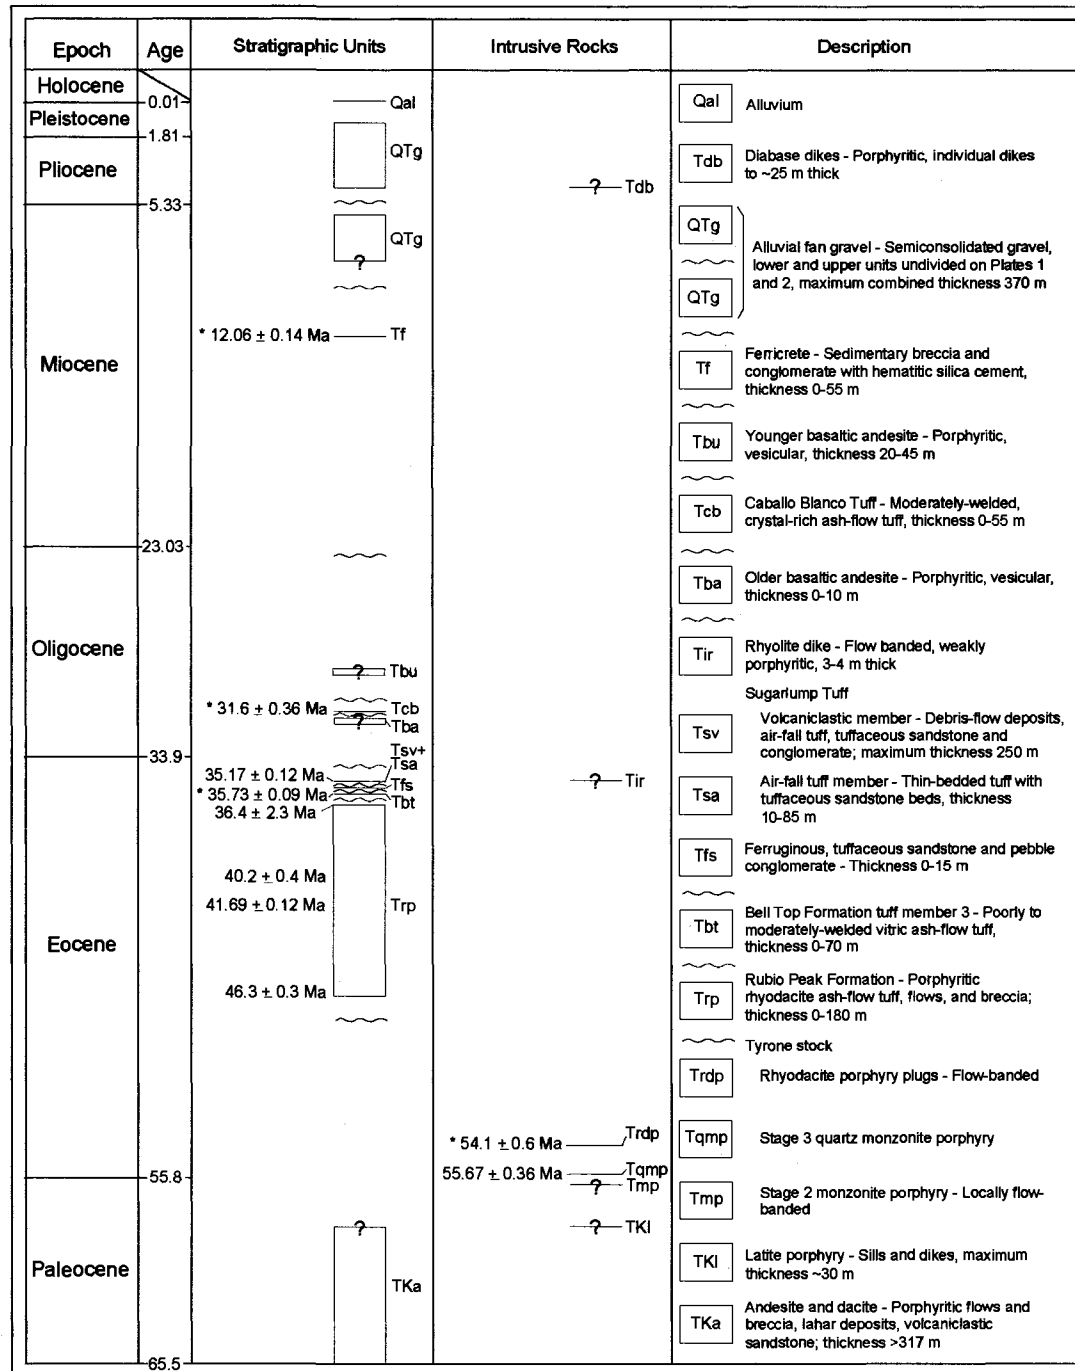 Epoch
Age
Stratigraphic Units
Intrusive Rocks
Description
Holocene
0.01
Pleistocene
1.81
Pliocene
5.33
Miocene
23.03
Oligocene
33.9
Eocene
55.8
Paleocene
65.5
Qal
QTg
QTg
?
* 12.06 ± 0.14 Ma
Tf
?
Tbu
* 31.6 ± 0.36 Ma
Tcb
?
Tba
Tsv+
Tsa
35.17 ± 0.12 Ma
Tfs
* 35.73 ± 0.09 Ma
Tbt
36.4 ± 2.3 Ma
40.2 ± 0.4 Ma
41.69 ± 0.12 Ma
Trp
46.3 ± 0.3 Ma
?
TKa
? Tdb
? Tir
* 54.1 ± 0.6 Ma
Trdp
55.67 ± 0.36 Ma
Tqmp
? Tmp
? TKl
Qal
Alluvium
Tdb
Diabase dikes - Porphyritic, individual dikes
to ~25 m thick
QTg
Alluvial fan gravel - Semiconsolidated gravel,
lower and upper units undivided on Plates 1
and 2, maximum combined thickness 370 m
QTg
Tf
Ferricrete - Sedimentary breccia and
conglomerate with hematitic silica cement,
thickness 0-55 m
Tbu
Younger basaltic andesite - Porphyritic,
vesicular, thickness 20-45 m
Tcb
Caballo Blanco Tuff - Moderately-welded,
crystal-rich ash-flow tuff, thickness 0-55 m
Tba
Older basaltic andesite - Porphyritic, vesicular,
thickness 0-10 m
Tir
Rhyolite dike - Flow banded, weakly
porphyritic, 3-4 m thick
Sugarlump Tuff
Tsv
Volcaniclastic member - Debris-flow deposits,
air-fall tuff, tuffaceous sandstone and
conglomerate; maximum thickness 250 m
Tsa
Air-fall tuff member - Thin-bedded tuff with
tuffaceous sandstone beds, thickness
10-85 m
Tfs
Ferruginous, tuffaceous sandstone and pebble
conglomerate - Thickness 0-15 m
Tbt
Bell Top Formation tuff member 3 - Poorly to
moderately-welded vitric ash-flow tuff,
thickness 0-70 m
Trp
Rubio Peak Formation - Porphyritic
rhyodacite ash-flow tuff, flows, and breccia;
thickness 0-180 m
Tyrone stock
Trdp
Rhyodacite porphyry plugs - Flow-banded
Tqmp
Stage 3 quartz monzonite porphyry
Tmp
Stage 2 monzonite porphyry - Locally flow-
banded
TKl
Latite porphyry - Sills and dikes, maximum
thickness ~30 m
TKa
Andesite and dacite - Porphyritic flows and
breccia, lahar deposits, volcaniclastic
sandstone; thickness >317 m